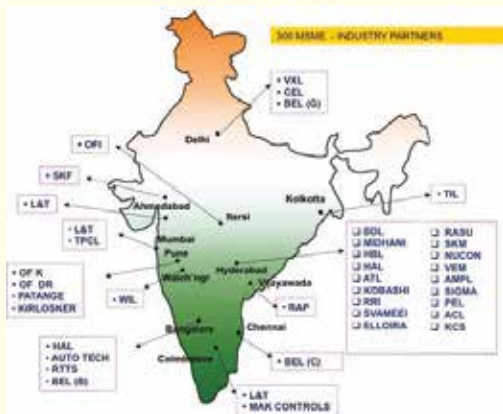 300 MSME - INDUSTRY PARTNERS
• VXL
• CEL
• BEL (G)
Delhi
• OFI
• SKF
• L&T
Ahmedabad
Itarsi
Kolkotta
• TIL
• L&T
• TPCL
Mumbai
Pune
Walch'ngr
Hyderabad
Vijayawada
• OF K
• OF DR
• PATANGE
• KIRLOSKER
• WIL
• RAP
❑ BDL
❑ MIDHANI
❑ HBL
❑ HAL
❑ ATL
❑ KOBASHI
❑ RRI
❑ SVAMEEI
❑ ELLOIRA
❑ RASU
❑ SKM
❑ NUCON
❑ VEM
❑ AMPL
❑ SIGMA
❑ PEL
❑ ACL
❑ KCS
Bangalore
Chennai
Coimbatore
• HAL
• AUTO TECH
• RTTS
• BEL (B)
• BEL (C)
• L&T
• MAK CONTROLS